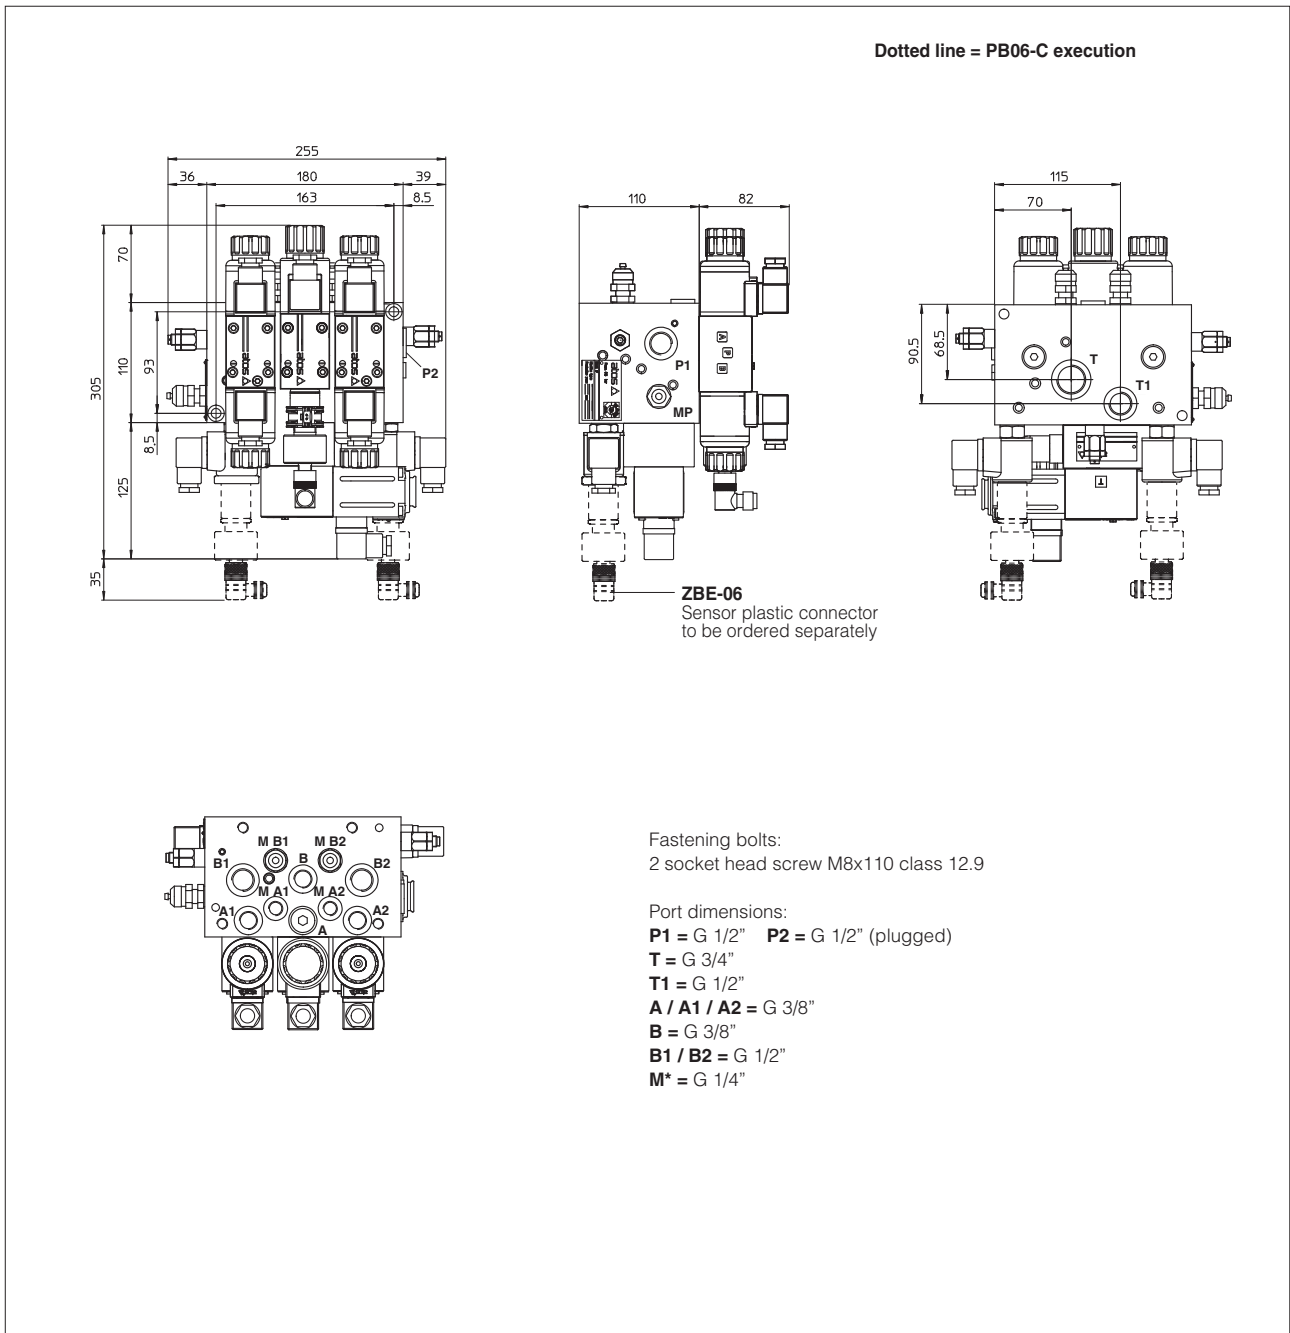 Dotted line = PB06-C execution
255
36 180 39
163 8.5
305
70
110
93
8.5
125
35
atos
atos
atos
P2
110 82
P1
A
P
B
atos
MP
ZBE-06
Sensor plastic connector
to be ordered separately
115
70
90.5
68.5
T
T1
T
M B1 M B2
B1 B B2
M A1 M A2
A1 A A2
Fastening bolts:
2 socket head screw M8x110 class 12.9
Port dimensions:
P1 = G 1/2” P2 = G 1/2” (plugged)
T = G 3/4”
T1 = G 1/2”
A / A1 / A2 = G 3/8”
B = G 3/8”
B1 / B2 = G 1/2”
M* = G 1/4”